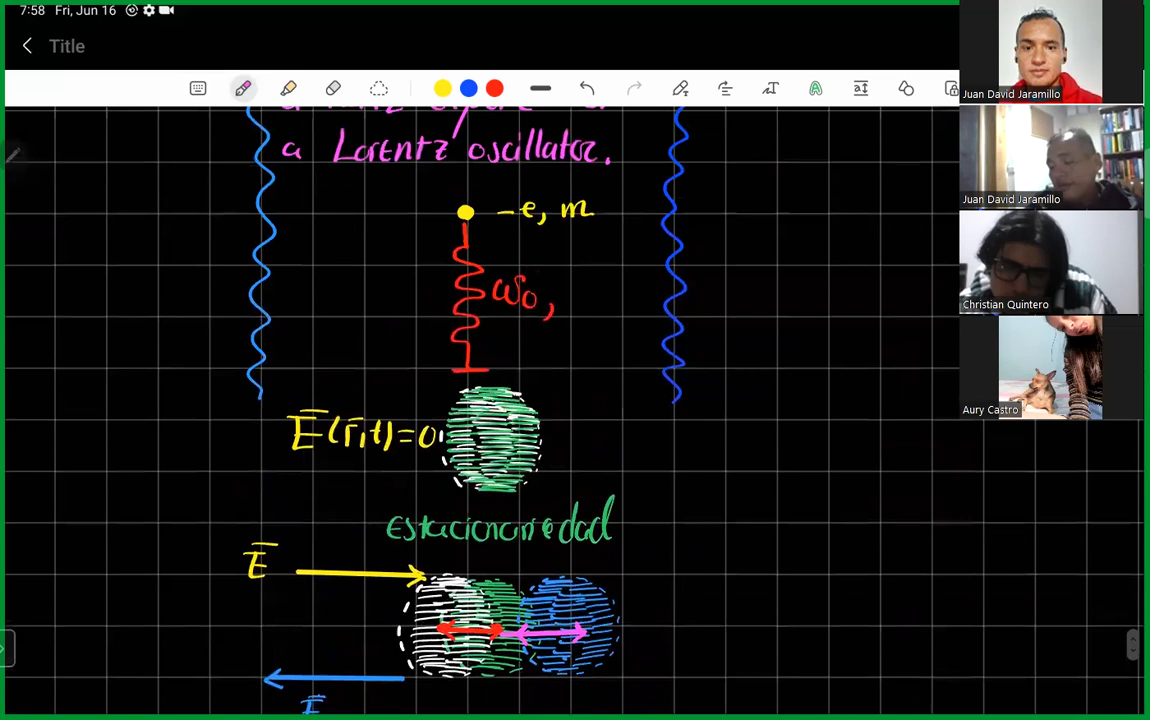 7:58 Fri, Jun 16
Title
a Lorentz oscillator.
-e, m
ω₀,
E̅(r̅,t)=0
estacionariedad
E̅
Juan David Jaramillo
Juan David Jaramillo
Christian Quintero
Aury Castro